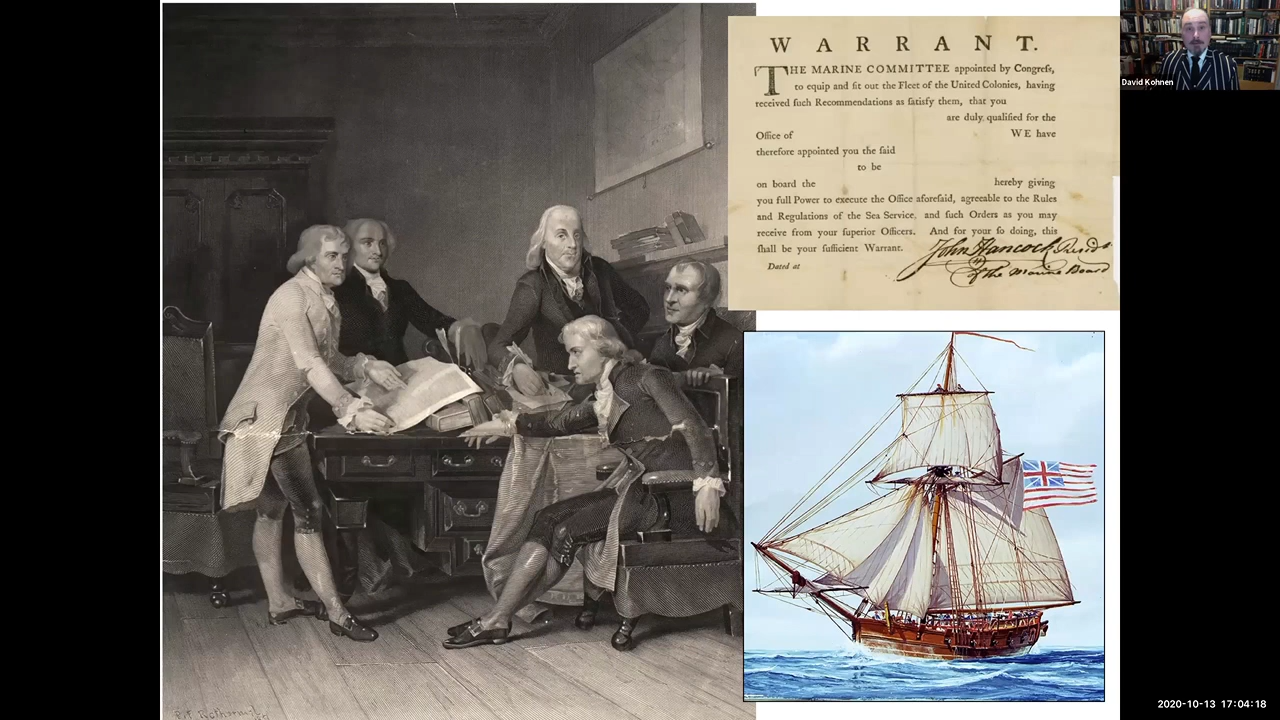 WARRANT.
THE MARINE COMMITTEE appointed by Congreſs,
to equip and fit out the Fleet of the United Colonies, having
received ſuch Recommendations as ſatisfy them, that you
are duly qualified for the
Office of WE have
therefore appointed you the ſaid
to be
on board the hereby giving
you full Power to execute the Office aforeſaid, agreeable to the Rules
and Regulations of the Sea Service, and ſuch Orders as you may
receive from your ſuperior Officers. And for your ſo doing, this
ſhall be your ſufficient Warrant.
John Hancock
of the Marine Board
Dated at
David Kohnen
2020-10-13 17:04:18